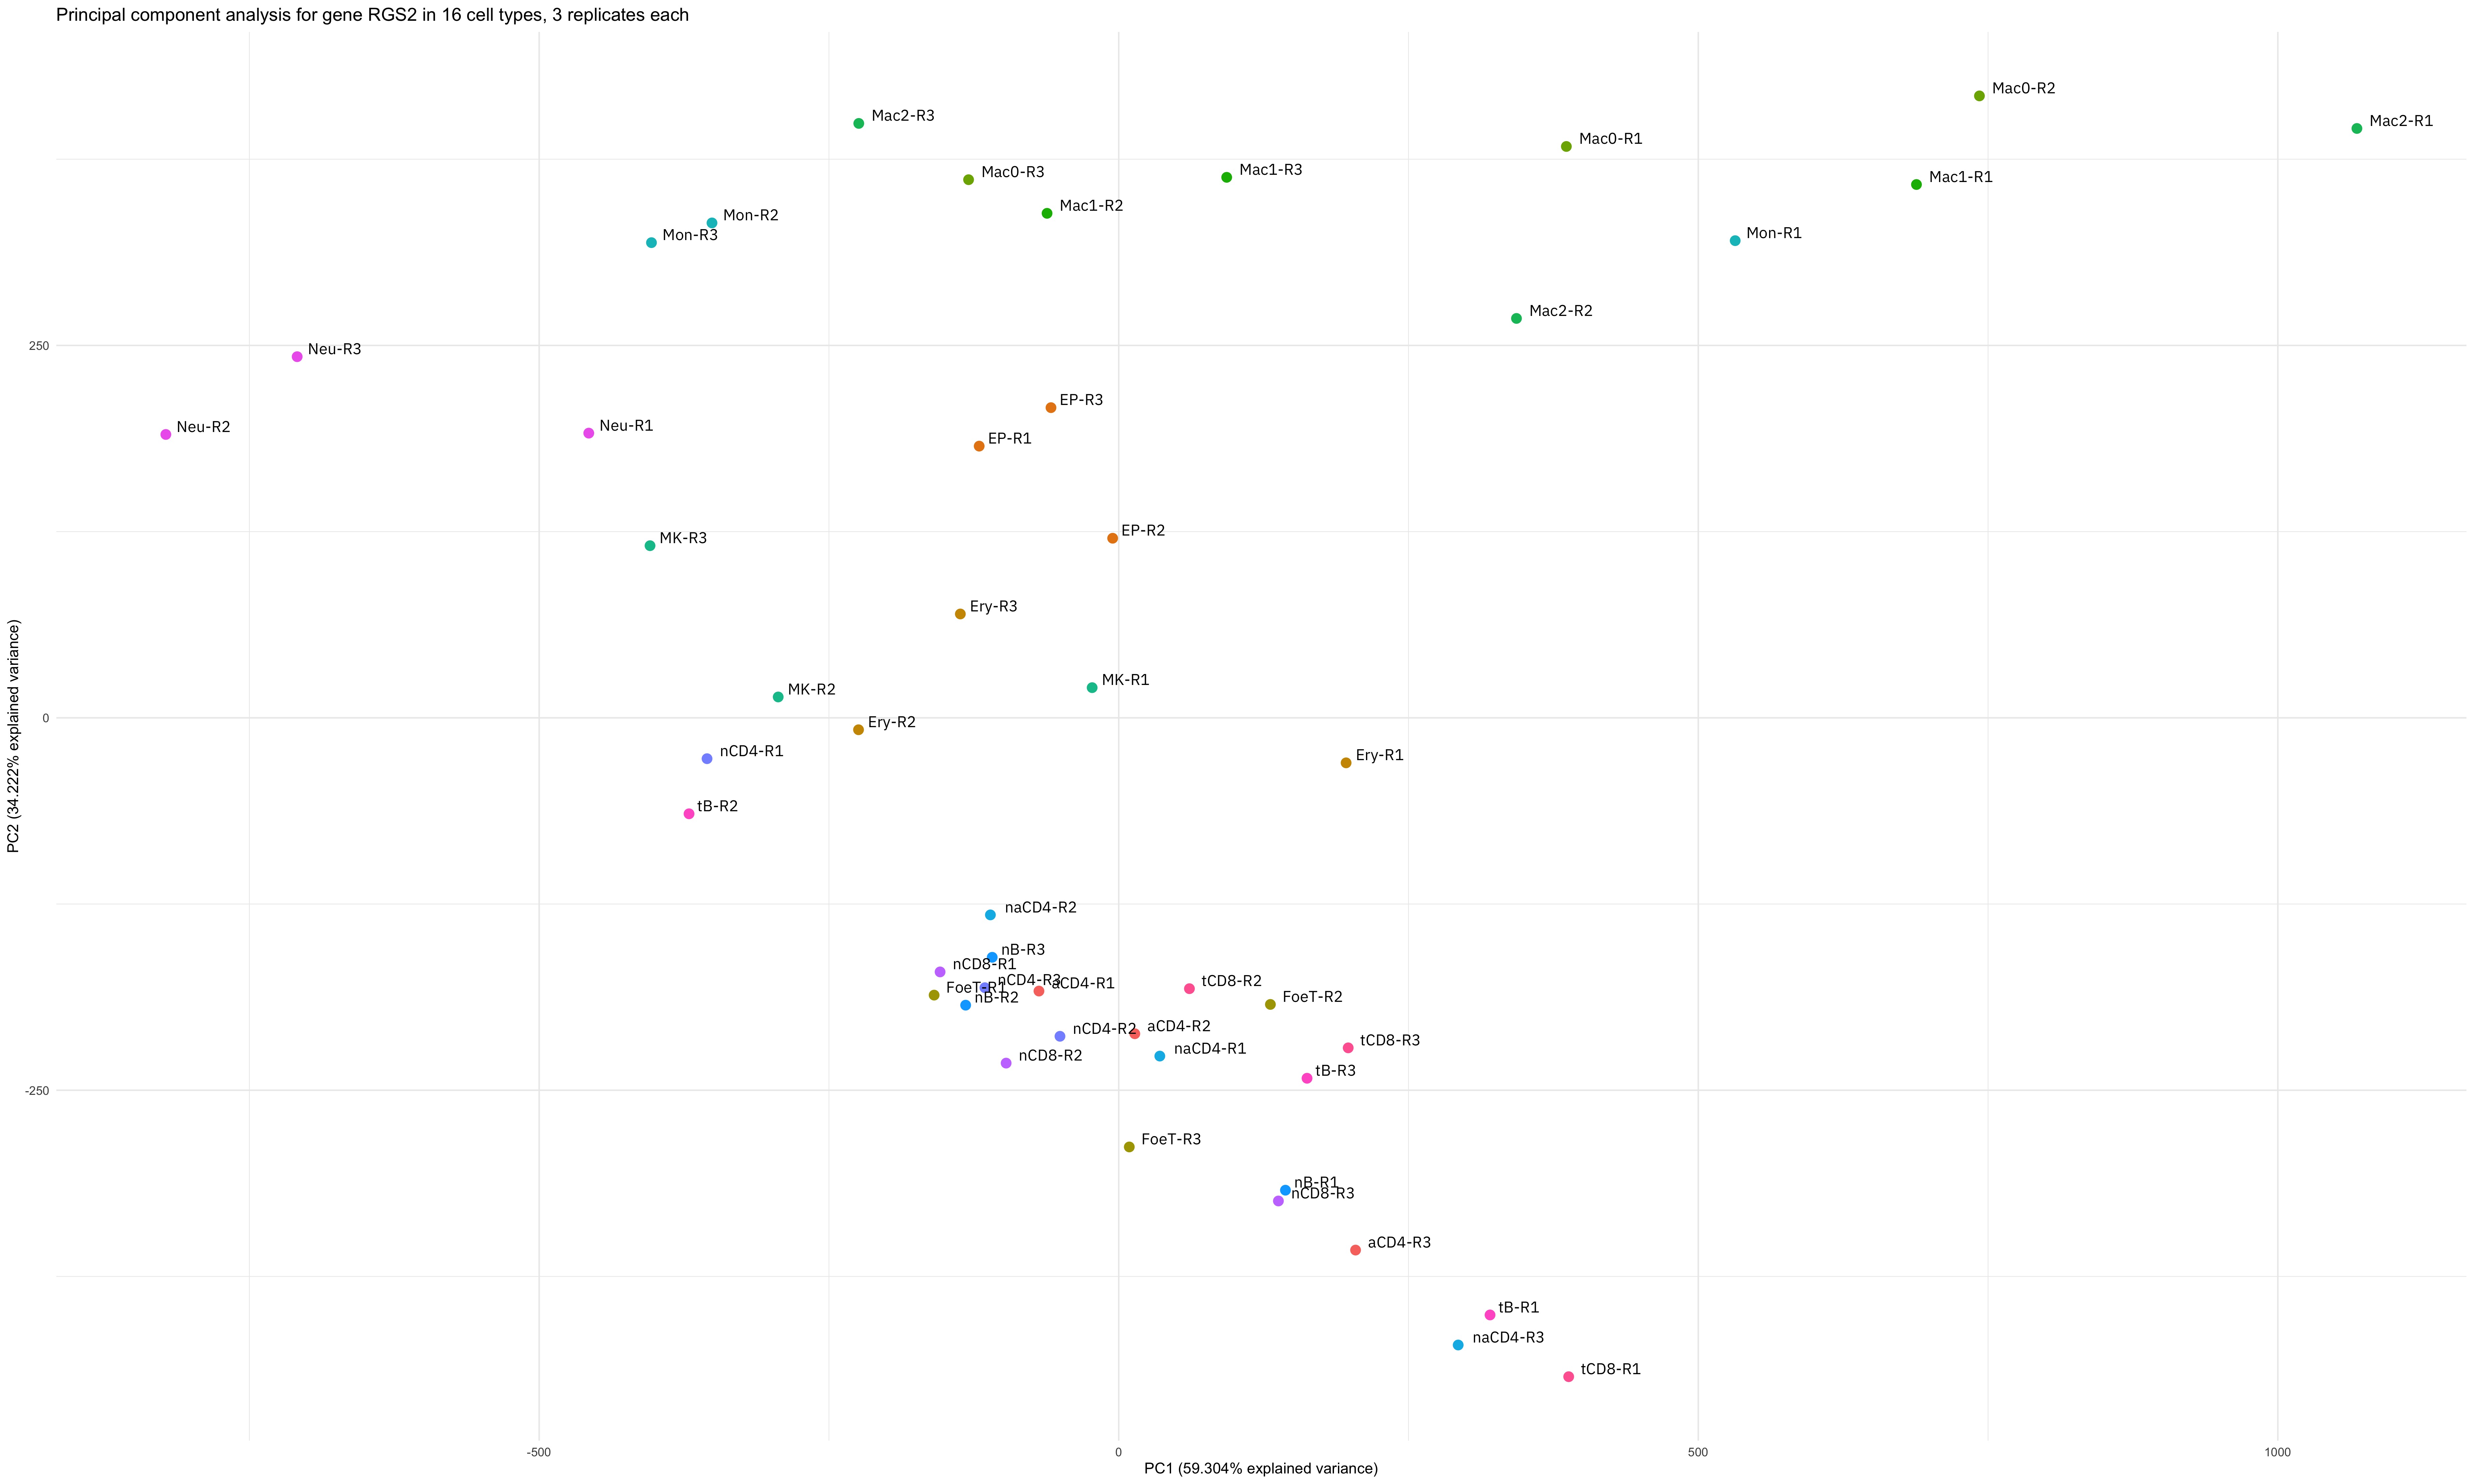 Principal component analysis for gene RGS2 in 16 cell types, 3 replicates each
Mac0-R2
Mac2-R3
Mac2-R1
Mac0-R1
Mac0-R3
Mac1-R3
Mac1-R1
Mac1-R2
Mon-R2
Mon-R3
Mon-R1
Mac2-R2
250
Neu-R3
EP-R3
Neu-R2
Neu-R1
EP-R1
EP-R2
MK-R3
Ery-R3
MK-R1
MK-R2
0
Ery-R2
nCD4-R1
Ery-R1
tB-R2
PC2 (34.222% explained variance)
naCD4-R2
nB-R3
nCD8-R1
nCD4-R3
aCD4-R1
tCD8-R2
FoeT-R1
nB-R2
FoeT-R2
nCD4-R2
aCD4-R2
tCD8-R3
naCD4-R1
nCD8-R2
tB-R3
-250
FoeT-R3
nB-R1
nCD8-R3
aCD4-R3
tB-R1
naCD4-R3
tCD8-R1
-500
0
500
1000
PC1 (59.304% explained variance)